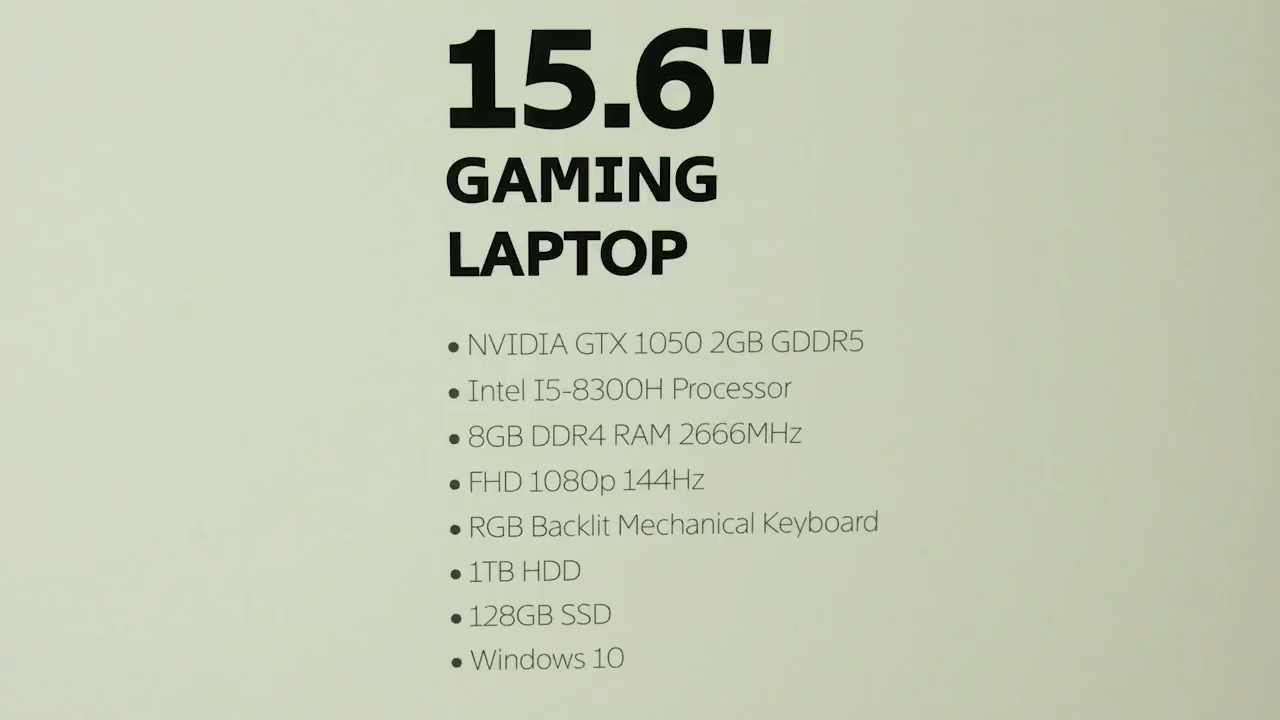 15.6"
GAMING
LAPTOP
• NVIDIA GTX 1050 2GB GDDR5
• Intel I5-8300H Processor
• 8GB DDR4 RAM 2666MHz
• FHD 1080p 144Hz
• RGB Backlit Mechanical Keyboard
• 1TB HDD
• 128GB SSD
• Windows 10